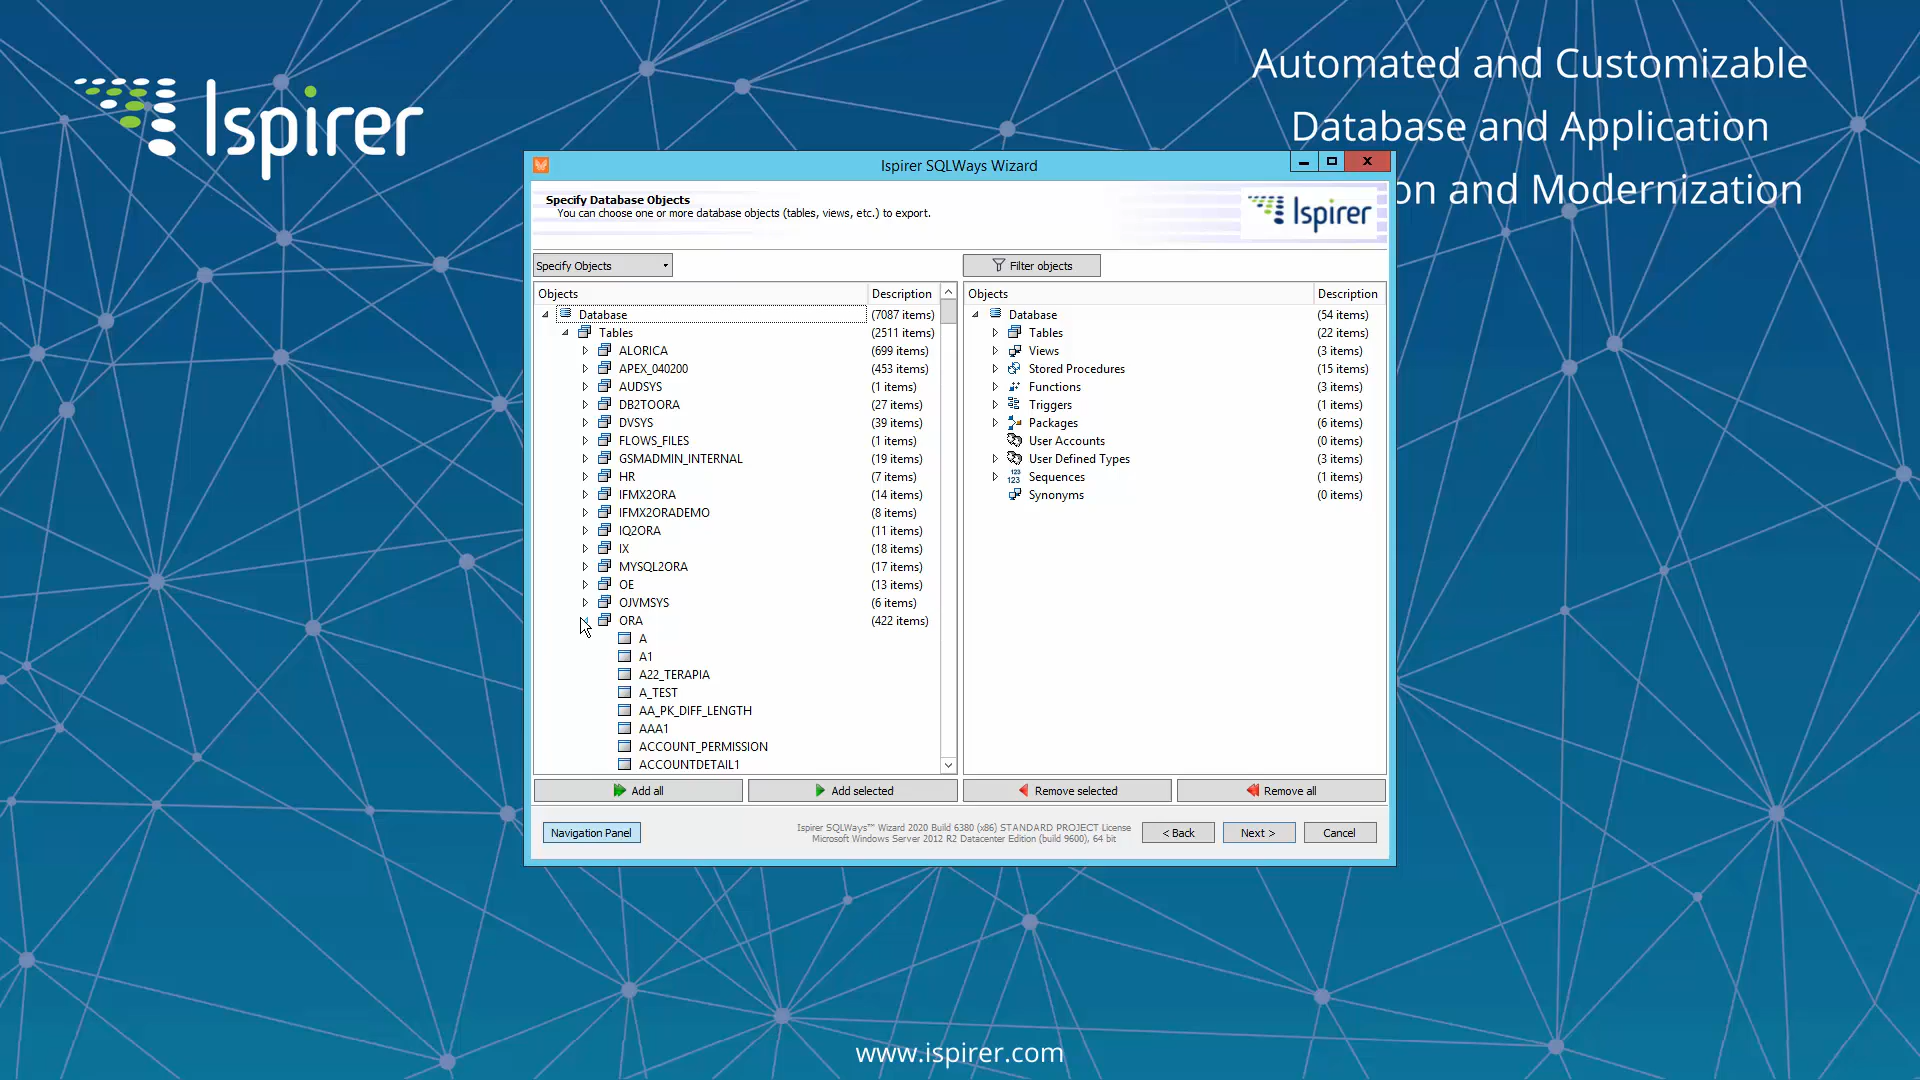 Ispirer
Automated and Customizable
Database and Application
on and Modernization
Ispirer SQLWays Wizard
Specify Database Objects
You can choose one or more database objects (tables, views, etc.) to export.
Ispirer
Specify Objects
Filter objects
Objects Description
Database (7087 items)
Tables (2511 items)
ALORICA (699 items)
APEX_040200 (453 items)
AUDSYS (1 items)
DB2TOORA (27 items)
DVSYS (39 items)
FLOWS_FILES (1 items)
GSMADMIN_INTERNAL (19 items)
HR (7 items)
IFMX2ORA (14 items)
IFMX2ORADEMO (8 items)
IQ2ORA (11 items)
IX (18 items)
MYSQL2ORA (17 items)
OE (13 items)
OJVMSYS (6 items)
ORA (422 items)
A
A1
A22_TERAPIA
A_TEST
AA_PK_DIFF_LENGTH
AAA1
ACCOUNT_PERMISSION
ACCOUNTDETAIL1
Objects Description
Database (54 items)
Tables (22 items)
Views (3 items)
Stored Procedures (15 items)
Functions (3 items)
Triggers (1 items)
Packages (6 items)
User Accounts (0 items)
User Defined Types (3 items)
Sequences (1 items)
Synonyms (0 items)
Add all
Add selected
Remove selected
Remove all
Navigation Panel
Ispirer SQLWays™ Wizard 2020 Build 6380 (x86) STANDARD PROJECT License
Microsoft Windows Server 2012 R2 Datacenter Edition (build 9600), 64 bit
< Back
Next >
Cancel
www.ispirer.com